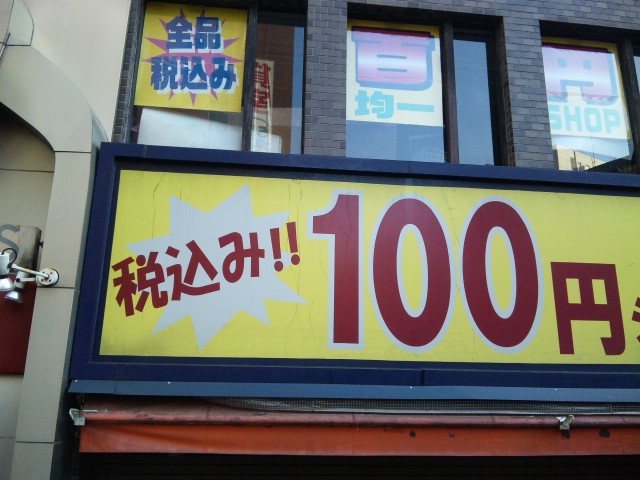 全品
税込み
百
均一
円
SHOP
税込み!!
100円